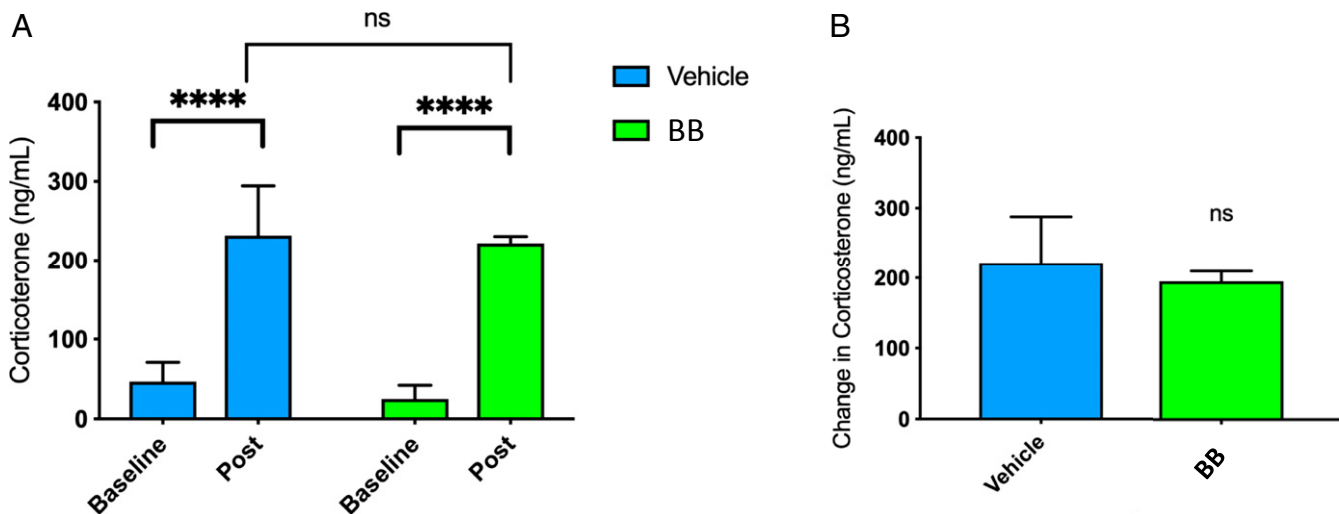 A
ns
****
****
Corticoterone (ng/mL)
400
300
200
100
0
Baseline
Post
Baseline
Post
Vehicle
BB
B
Change in Corticosterone (ng/mL)
400
300
200
100
0
ns
Vehicle
BB